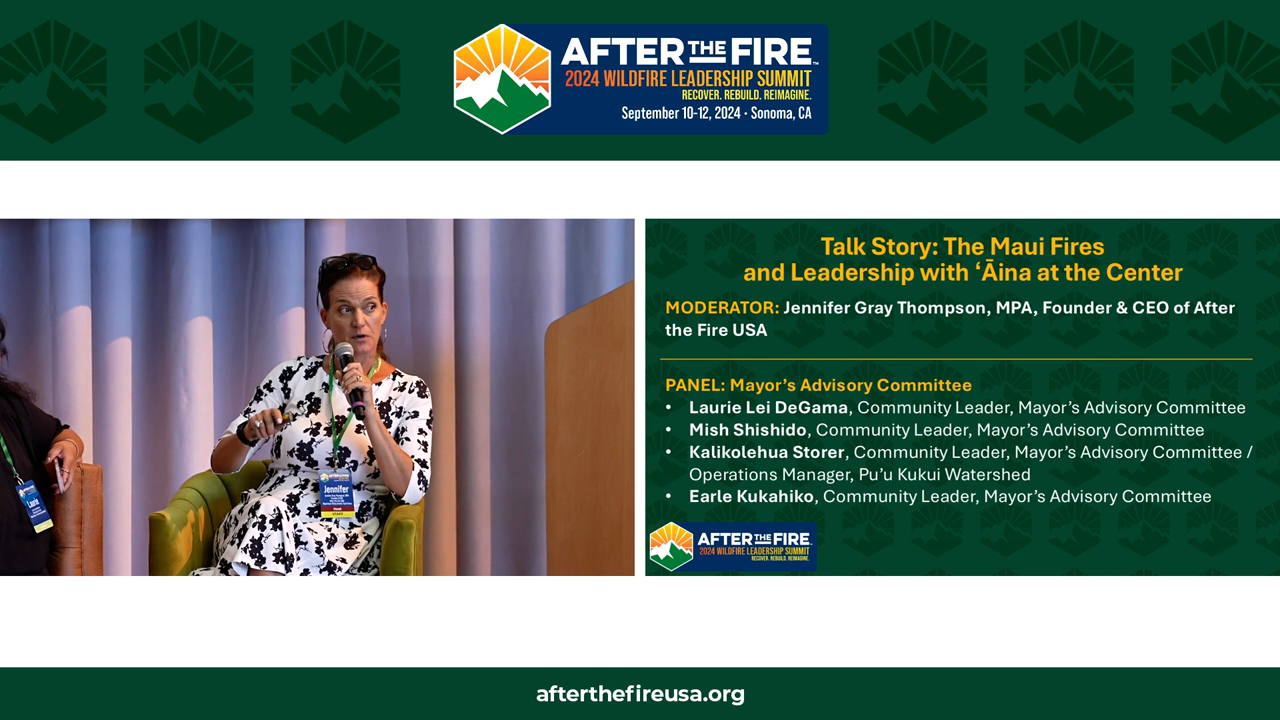 AFTER THE FIRE™
2024 WILDFIRE LEADERSHIP SUMMIT
RECOVER. REBUILD. REIMAGINE.
September 10-12, 2024 • Sonoma, CA
Laurie
Jennifer
STAFF
Talk Story: The Maui Fires
and Leadership with ʻĀina at the Center
MODERATOR: Jennifer Gray Thompson, MPA, Founder & CEO of After
the Fire USA
PANEL: Mayor’s Advisory Committee
• Laurie Lei DeGama, Community Leader, Mayor’s Advisory Committee
• Mish Shishido, Community Leader, Mayor’s Advisory Committee
• Kalikolehua Storer, Community Leader, Mayor’s Advisory Committee /
Operations Manager, Pu’u Kukui Watershed
• Earle Kukahiko, Community Leader, Mayor’s Advisory Committee
AFTER THE FIRE
2024 WILDFIRE LEADERSHIP SUMMIT
RECOVER. REBUILD. REIMAGINE.
afterthefireusa.org